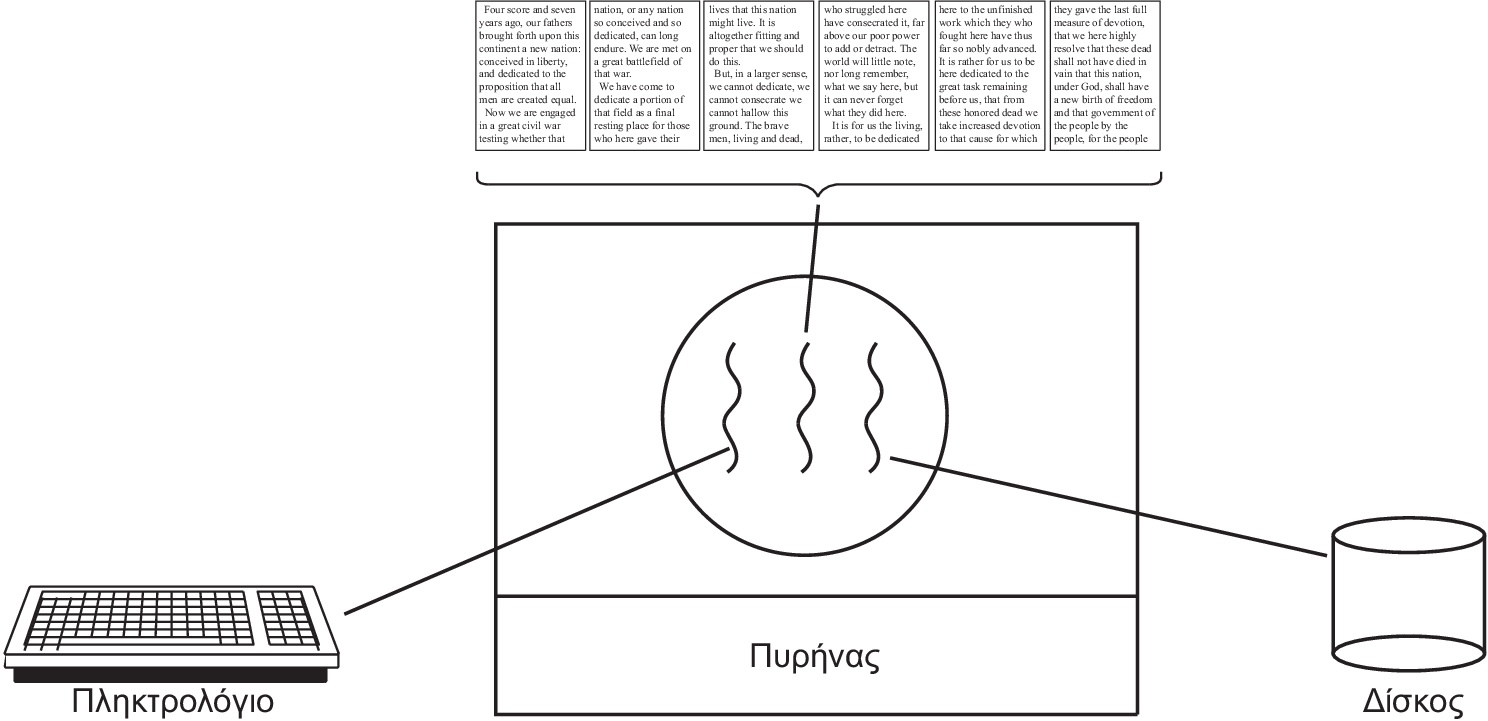 Four score and seven
years ago, our fathers
brought forth upon this
continent a new nation:
conceived in liberty,
and dedicated to the
proposition that all
men are created equal.
Now we are engaged
in a great civil war
testing whether that
nation, or any nation
so conceived and so
dedicated, can long
endure. We are met on
a great battlefield of
that war.
We have come to
dedicate a portion of
that field as a final
resting place for those
who here gave their
lives that this nation
might live. It is
altogether fitting and
proper that we should
do this.
But, in a larger sense,
we cannot dedicate, we
cannot consecrate we
cannot hallow this
ground. The brave
men, living and dead,
who struggled here
have consecrated it, far
above our poor power
to add or detract. The
world will little note,
nor long remember,
what we say here, but
it can never forget
what they did here.
It is for us the living,
rather, to be dedicated
here to the unfinished
work which they who
fought here have thus
far so nobly advanced.
It is rather for us to be
here dedicated to the
great task remaining
before us, that from
these honored dead we
take increased devotion
to that cause for which
they gave the last full
measure of devotion,
that we here highly
resolve that these dead
shall not have died in
vain that this nation,
under God, shall have
a new birth of freedom
and that government of
the people by the
people, for the people
Πυρήνας
Πληκτρολόγιο
Δίσκος